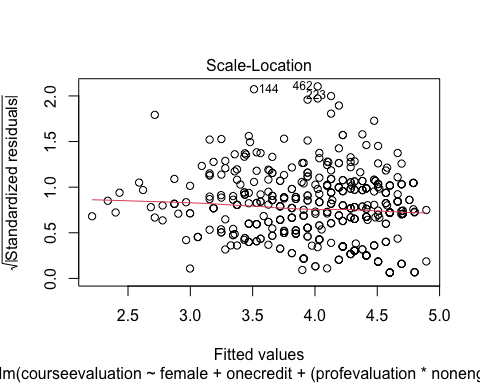 Scale-Location
√|Standardized residuals|
2.0
1.5
1.0
0.5
0.0
144
462
223
2.5 3.0 3.5 4.0 4.5 5.0
Fitted values
lm(courseevaluation ~ female + onecredit + (profevaluation * noneng